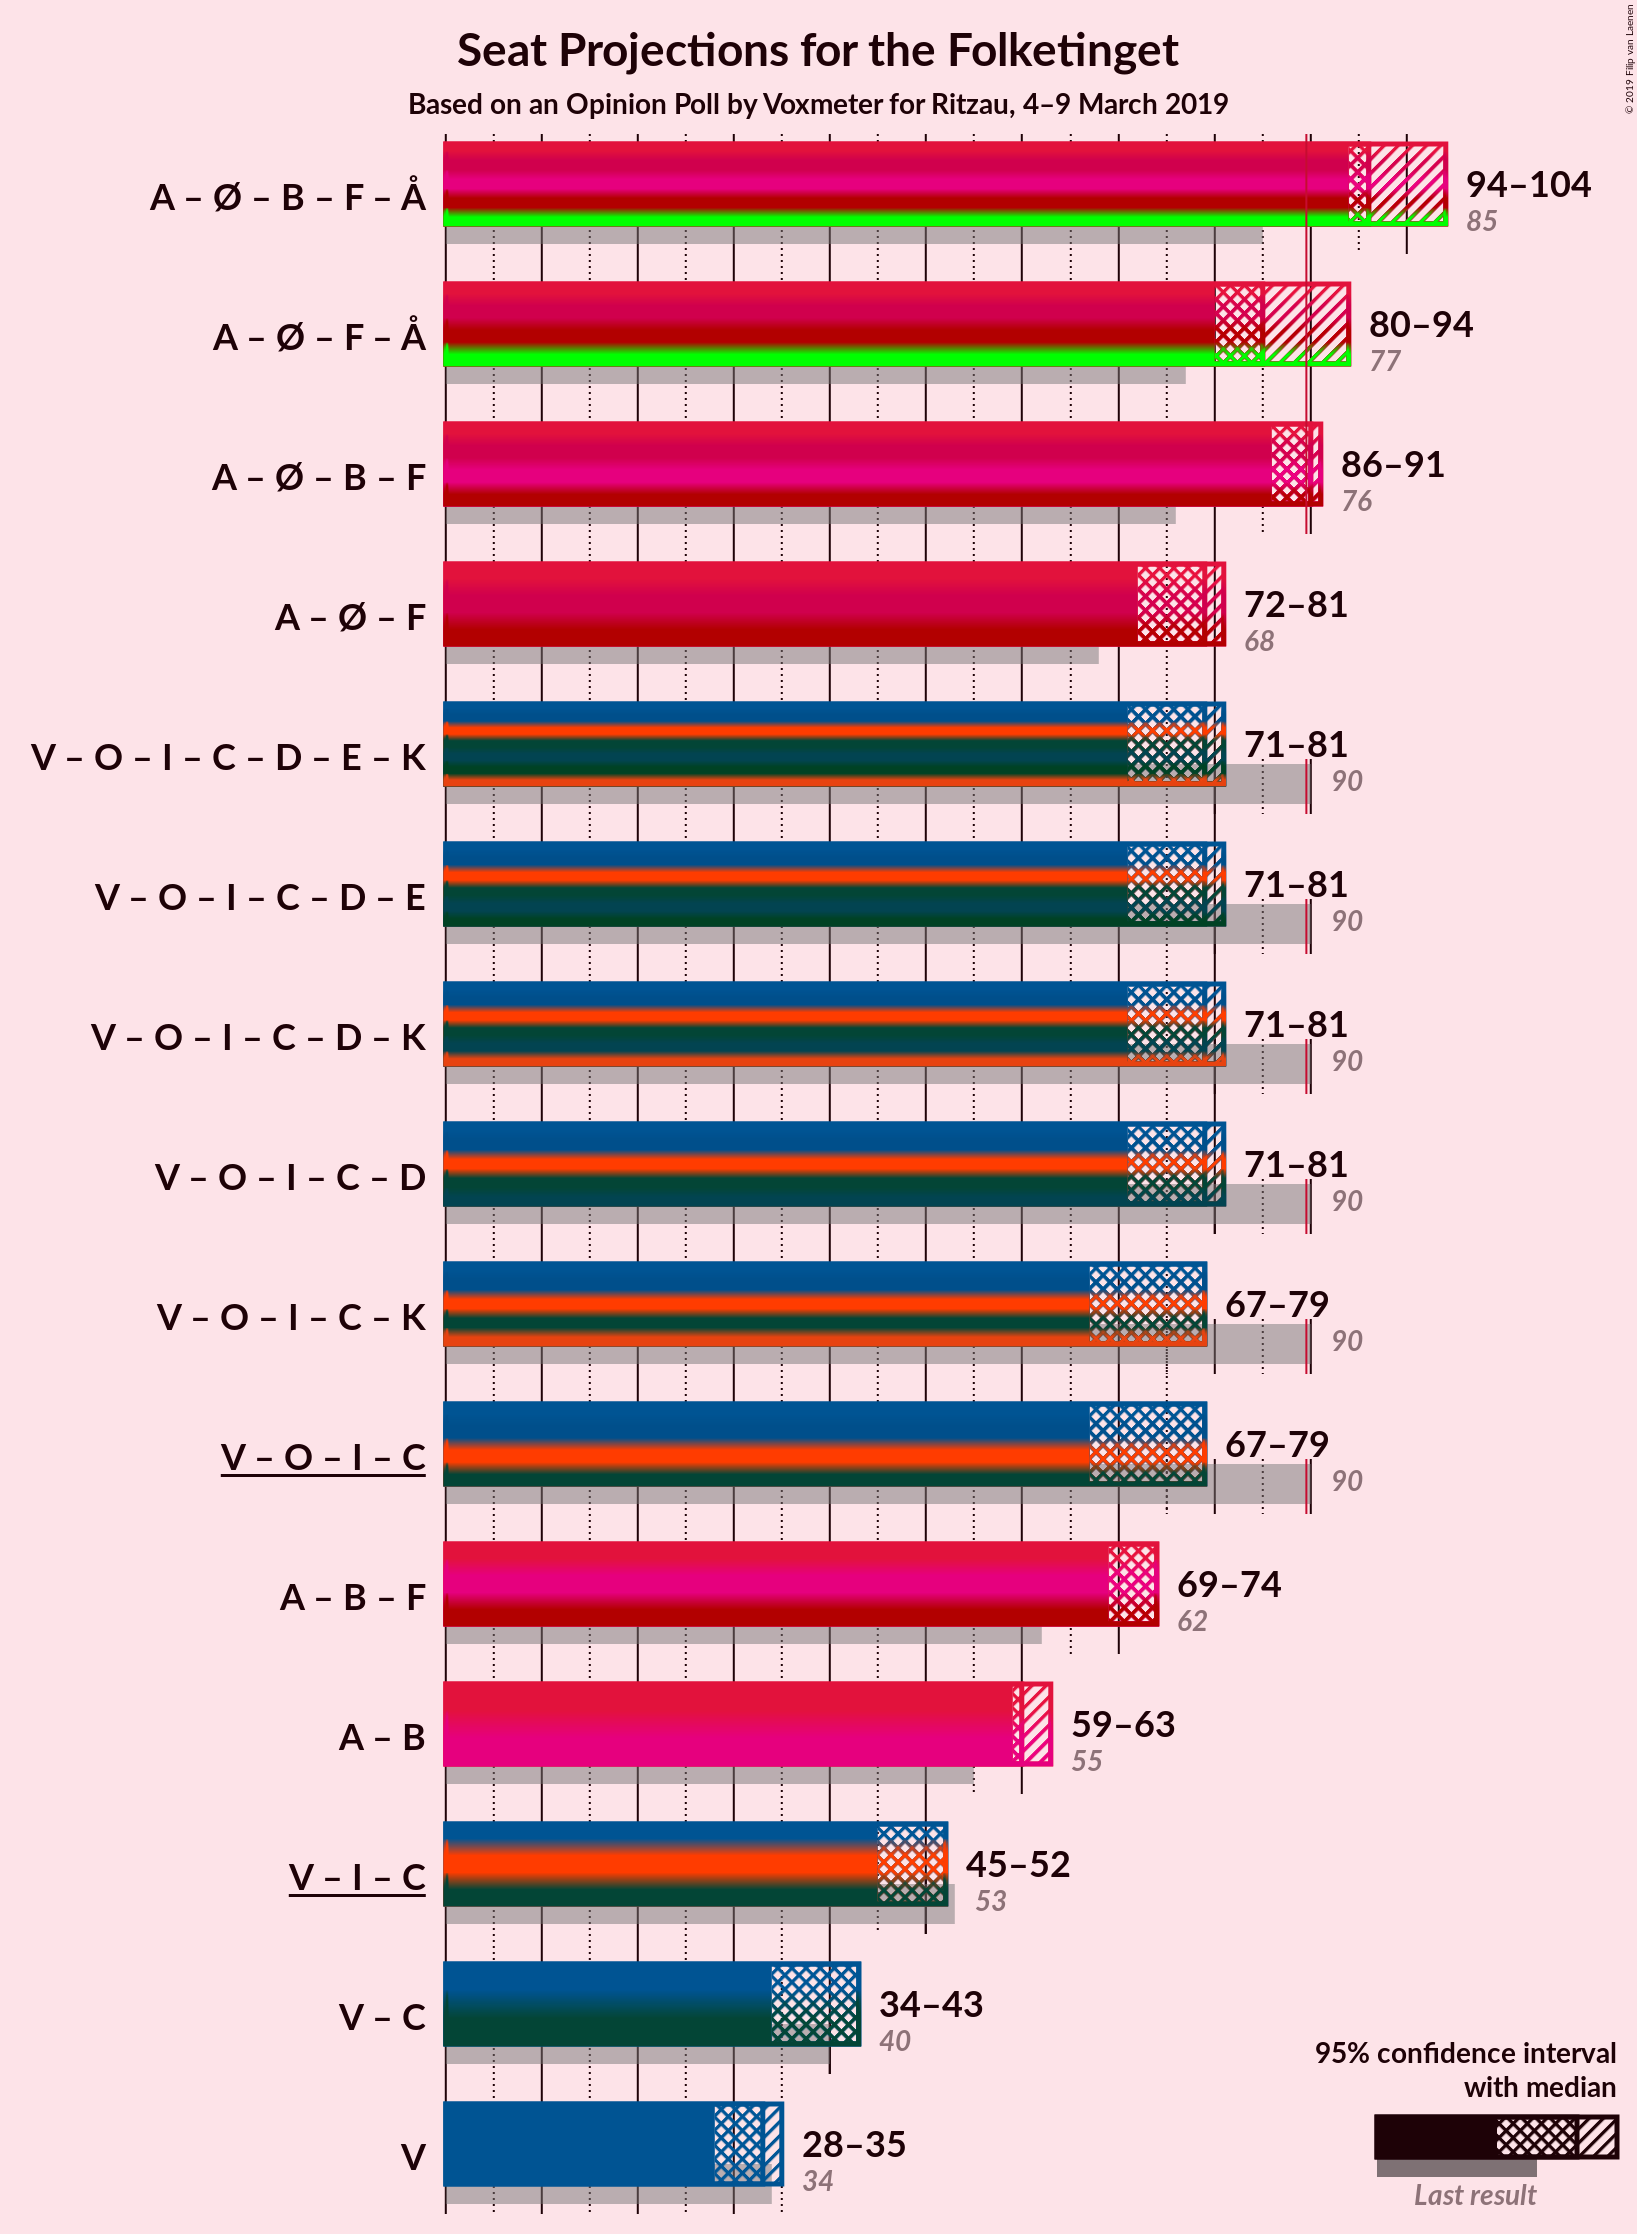 Seat Projections for the Folketinget
Based on an Opinion Poll by Voxmeter for Ritzau, 4–9 March 2019
© 2019 Filip van Laenen
A – Ø – B – F – Å
94–104
85
A – Ø – F – Å
80–94
77
A – Ø – B – F
86–91
76
A – Ø – F
72–81
68
V – O – I – C – D – E – K
71–81
90
V – O – I – C – D – E
71–81
90
V – O – I – C – D – K
71–81
90
V – O – I – C – D
71–81
90
V – O – I – C – K
67–79
90
V – O – I – C
67–79
90
A – B – F
69–74
62
A – B
59–63
55
V – I – C
45–52
53
V – C
34–43
40
V
28–35
34
95% confidence interval
with median
Last result